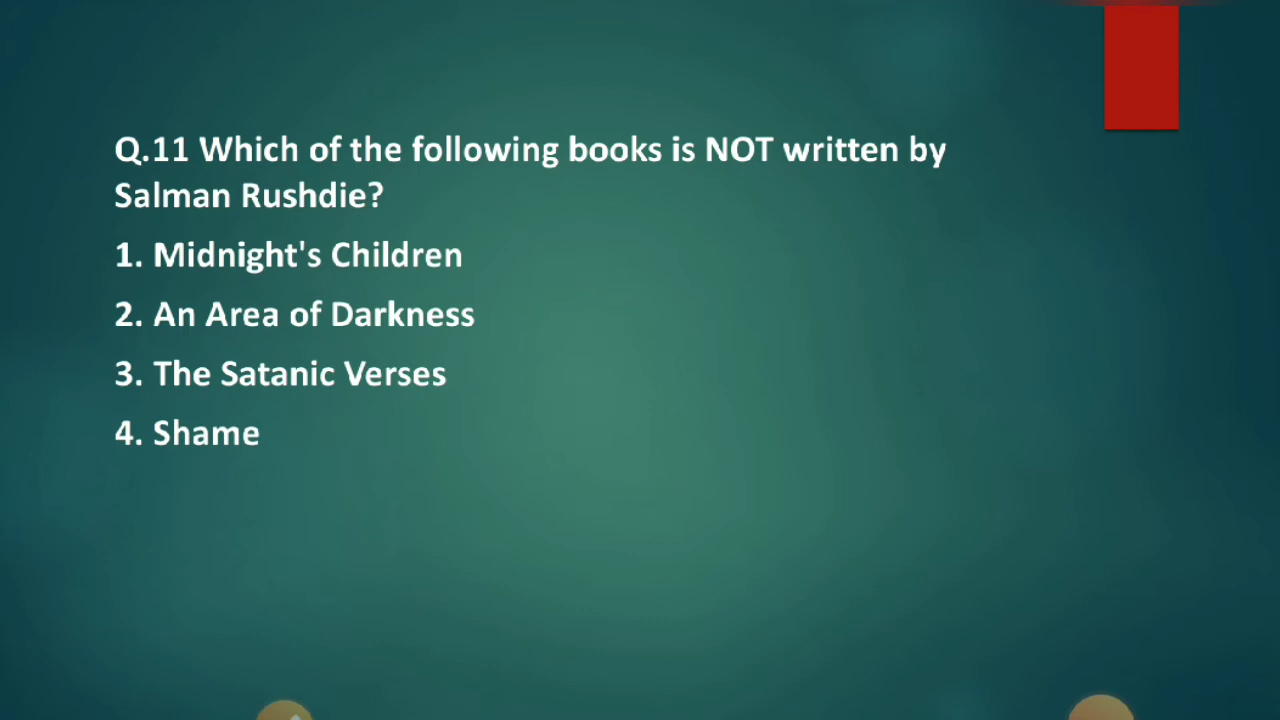 Q.11 Which of the following books is NOT written by
Salman Rushdie?
1. Midnight's Children
2. An Area of Darkness
3. The Satanic Verses
4. Shame